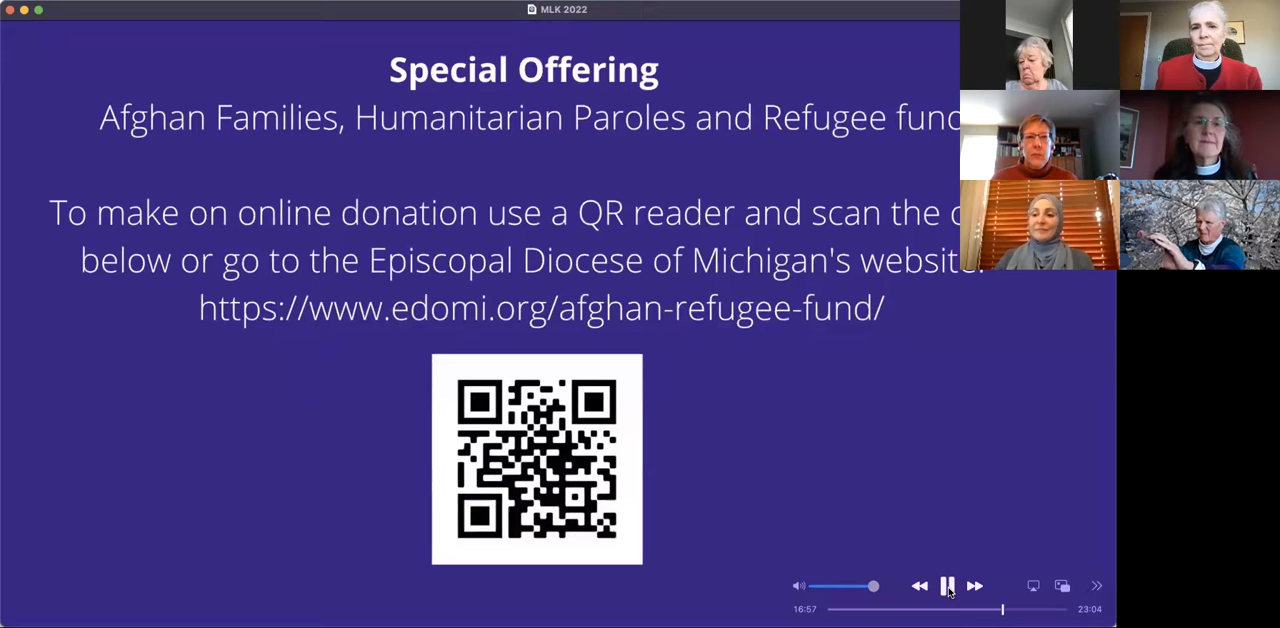 MLK 2022
Special Offering
Afghan Families, Humanitarian Paroles and Refugee fund
To make on online donation use a QR reader and scan the
below or go to the Episcopal Diocese of Michigan's website.
https://www.edomi.org/afghan-refugee-fund/
16:57
23:04